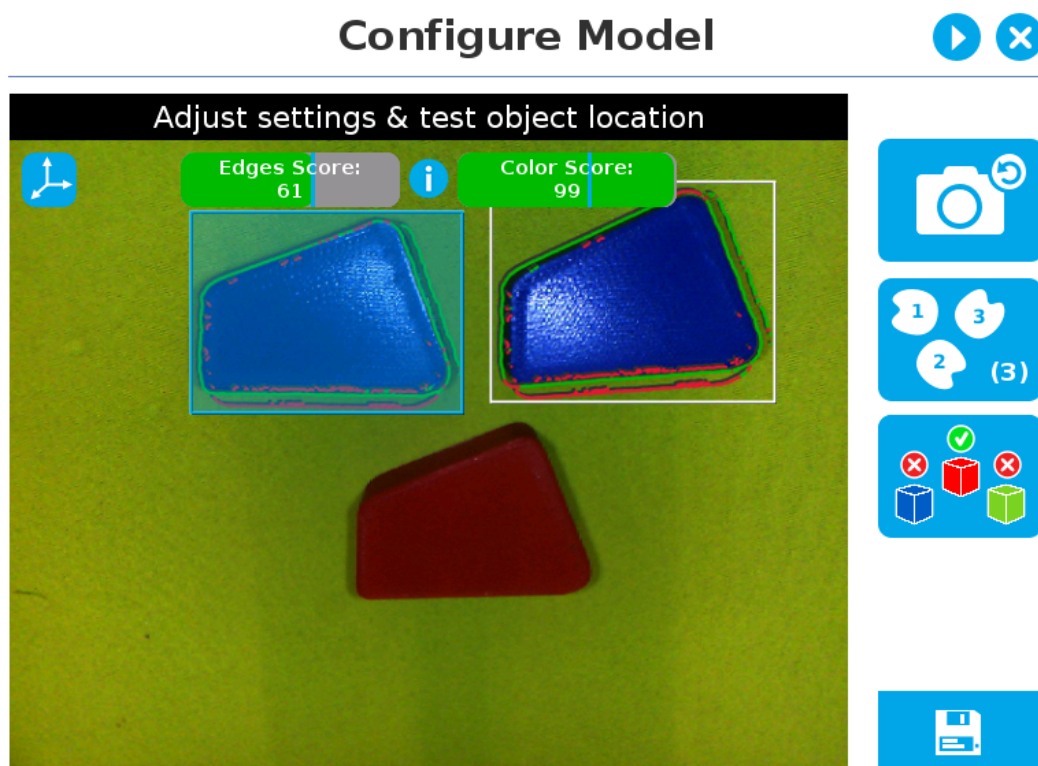 Configure Model
Adjust settings & test object location
Edges Score:
61
i
Color Score:
99
1
3
2
(3)